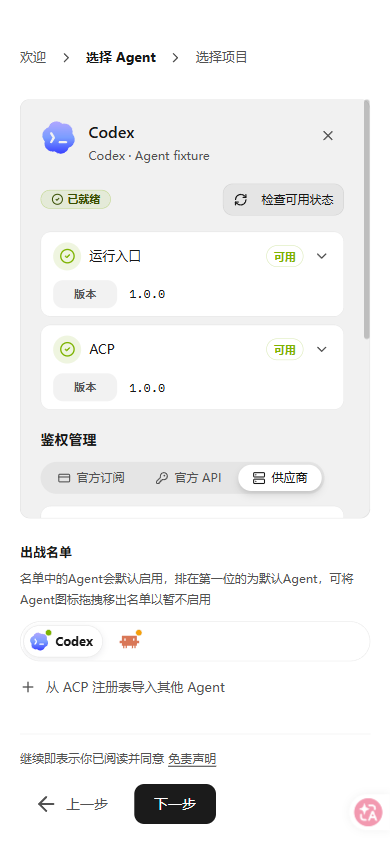 欢迎 选择 Agent 选择项目
Codex
Codex · Agent fixture
已就绪 检查可用状态
运行入口 可用
版本 1.0.0
ACP 可用
版本 1.0.0
鉴权管理
官方订阅 官方 API 供应商
出战名单
名单中的Agent会默认启用，排在第一位的为默认Agent，可将
Agent图标拖拽移出名单以暂不启用
Codex
从 ACP 注册表导入其他 Agent
继续即表示你已阅读并同意 免责声明
上一步 下一步